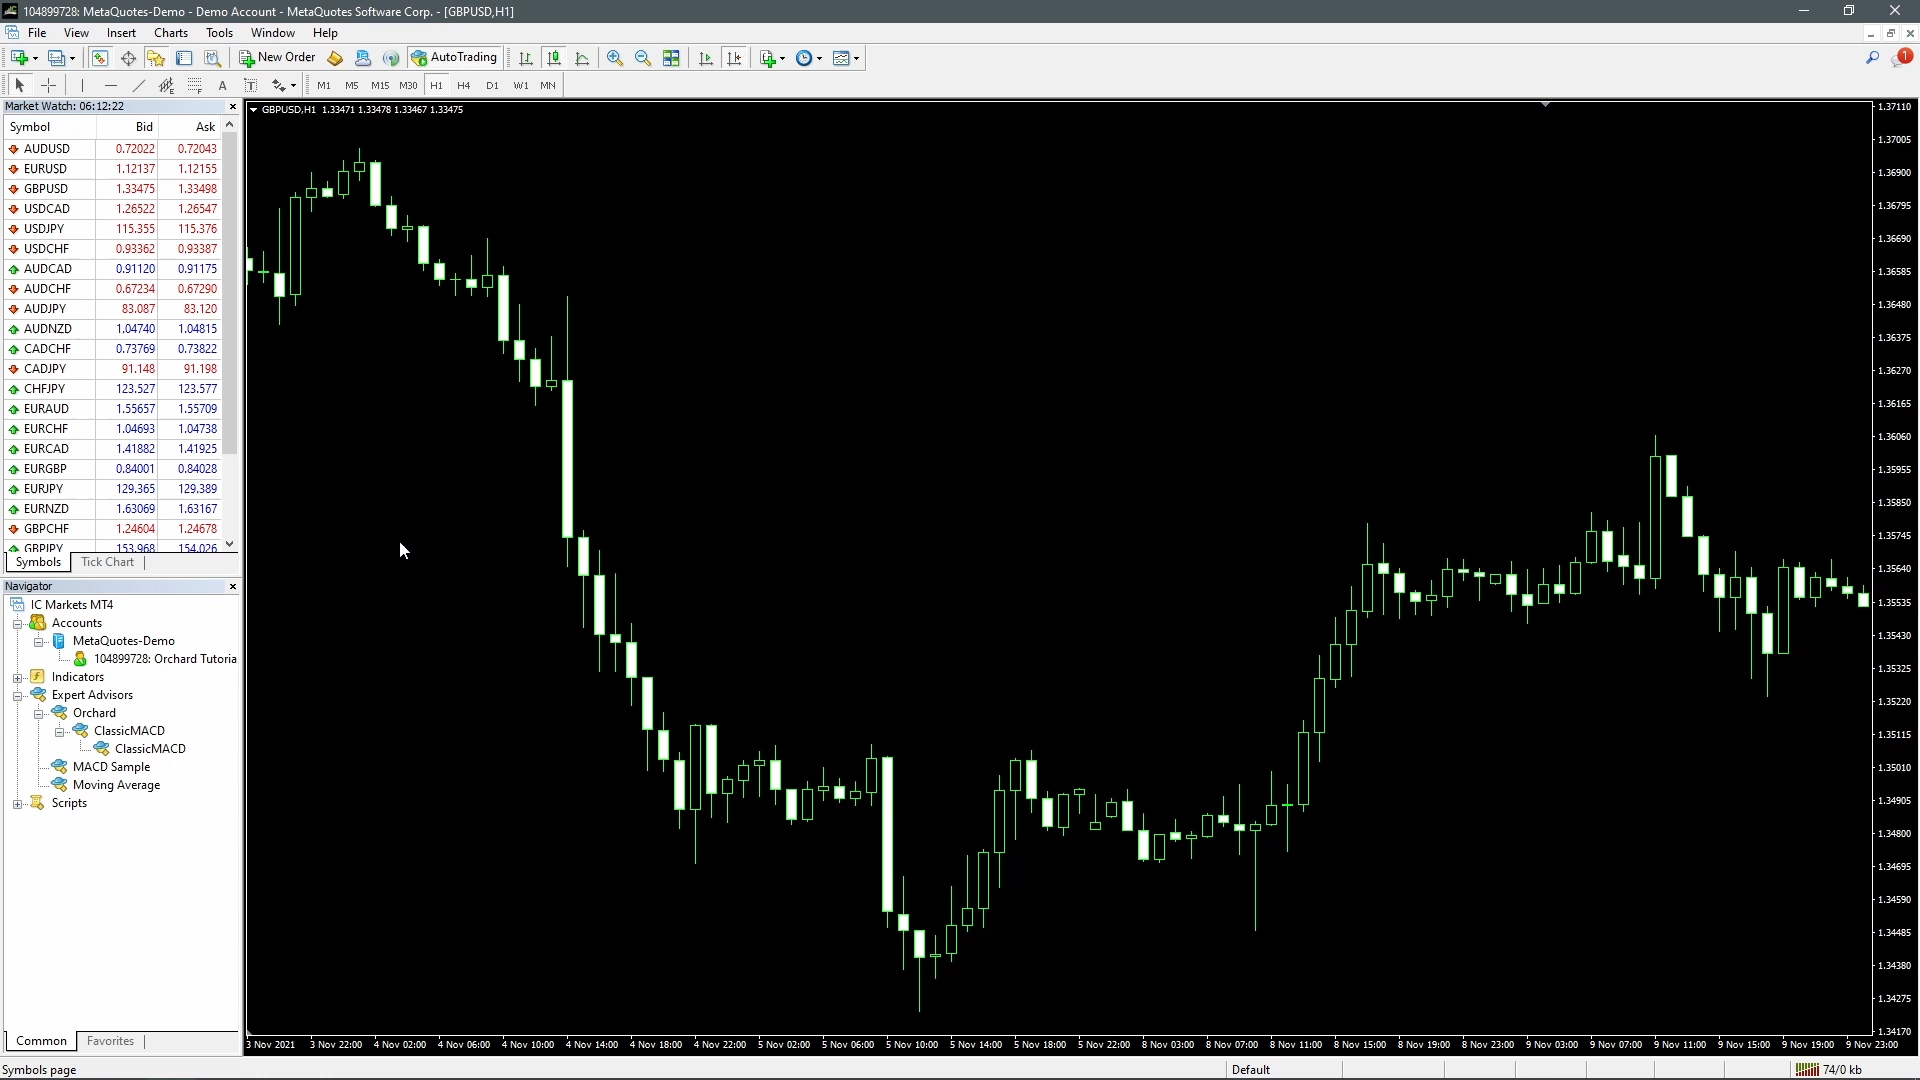 104899728: MetaQuotes-Demo - Demo Account - MetaQuotes Software Corp. - [GBPUSD,H1]
File View Insert Charts Tools Window Help
New Order AutoTrading 1
A T M1 M5 M15 M30 H1 H4 D1 W1 MN
Market Watch: 06:12:22
Symbol Bid Ask
AUDUSD 0.72022 0.72043
EURUSD 1.12137 1.12155
GBPUSD 1.33475 1.33498
USDCAD 1.26522 1.26547
USDJPY 115.355 115.376
USDCHF 0.93362 0.93387
AUDCAD 0.91120 0.91175
AUDCHF 0.67234 0.67290
AUDJPY 83.087 83.120
AUDNZD 1.04740 1.04815
CADCHF 0.73769 0.73822
CADJPY 91.148 91.198
CHFJPY 123.527 123.577
EURAUD 1.55657 1.55709
EURCHF 1.04693 1.04738
EURCAD 1.41882 1.41925
EURGBP 0.84001 0.84028
EURJPY 129.365 129.389
EURNZD 1.63069 1.63167
GBPCHF 1.24604 1.24678
GBPJPY 153.968 154.026
Symbols Tick Chart
Navigator
IC Markets MT4
Accounts
MetaQuotes-Demo
104899728: Orchard Tutoria
Indicators
Expert Advisors
Orchard
ClassicMACD
ClassicMACD
MACD Sample
Moving Average
Scripts
Common Favorites
GBPUSD,H1 1.33471 1.33478 1.33467 1.33475
1.37110
1.37005
1.36900
1.36795
1.36690
1.36585
1.36480
1.36375
1.36270
1.36165
1.36060
1.35955
1.35850
1.35745
1.35640
1.35535
1.35430
1.35325
1.35220
1.35115
1.35010
1.34905
1.34800
1.34695
1.34590
1.34485
1.34380
1.34275
1.34170
3 Nov 2021 3 Nov 22:00 4 Nov 02:00 4 Nov 06:00 4 Nov 10:00 4 Nov 14:00 4 Nov 18:00 4 Nov 22:00 5 Nov 02:00 5 Nov 06:00 5 Nov 10:00 5 Nov 14:00 5 Nov 18:00 5 Nov 22:00 8 Nov 03:00 8 Nov 07:00 8 Nov 11:00 8 Nov 15:00 8 Nov 19:00 8 Nov 23:00 9 Nov 03:00 9 Nov 07:00 9 Nov 11:00 9 Nov 15:00 9 Nov 19:00 9 Nov 23:00
Symbols page Default 74/0 kb